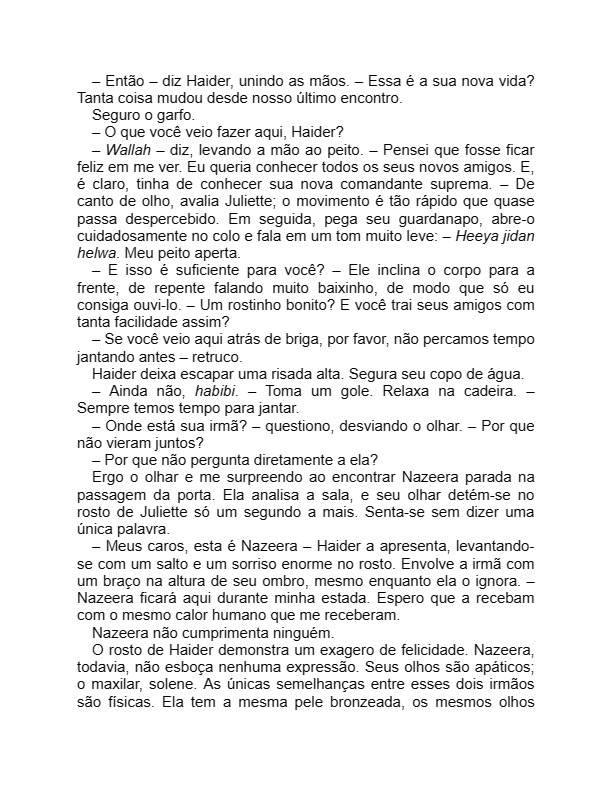 – Então – diz Haider, unindo as mãos. – Essa é a sua nova vida?
Tanta coisa mudou desde nosso último encontro.
Seguro o garfo.
– O que você veio fazer aqui, Haider?
– Wallah – diz, levando a mão ao peito. – Pensei que fosse ficar
feliz em me ver. Eu queria conhecer todos os seus novos amigos. E,
é claro, tinha de conhecer sua nova comandante suprema. – De
canto de olho, avalia Juliette; o movimento é tão rápido que quase
passa despercebido. Em seguida, pega seu guardanapo, abre-o
cuidadosamente no colo e fala em um tom muito leve: – Heeya jidan
helwa. Meu peito aperta.
– E isso é suficiente para você? – Ele inclina o corpo para a
frente, de repente falando muito baixinho, de modo que só eu
consiga ouvi-lo. – Um rostinho bonito? E você trai seus amigos com
tanta facilidade assim?
– Se você veio aqui atrás de briga, por favor, não percamos tempo
jantando antes – retruco.
Haider deixa escapar uma risada alta. Segura seu copo de água.
– Ainda não, habibi. – Toma um gole. Relaxa na cadeira. –
Sempre temos tempo para jantar.
– Onde está sua irmã? – questiono, desviando o olhar. – Por que
não vieram juntos?
– Por que não pergunta diretamente a ela?
Ergo o olhar e me surpreendo ao encontrar Nazeera parada na
passagem da porta. Ela analisa a sala, e seu olhar detém-se no
rosto de Juliette só um segundo a mais. Senta-se sem dizer uma
única palavra.
– Meus caros, esta é Nazeera – Haider a apresenta, levantando-
se com um salto e um sorriso enorme no rosto. Envolve a irmã com
um braço na altura de seu ombro, mesmo enquanto ela o ignora. –
Nazeera ficará aqui durante minha estada. Espero que a recebam
com o mesmo calor humano que me receberam.
Nazeera não cumprimenta ninguém.
O rosto de Haider demonstra um exagero de felicidade. Nazeera,
todavia, não esboça nenhuma expressão. Seus olhos são apáticos;
o maxilar, solene. As únicas semelhanças entre esses dois irmãos
são físicas. Ela tem a mesma pele bronzeada, os mesmos olhos